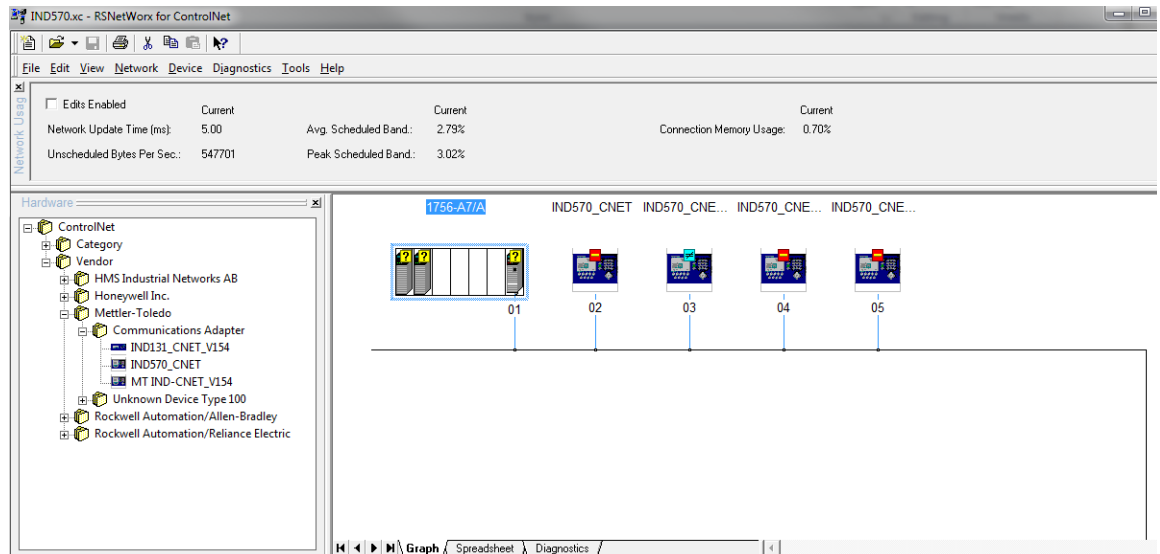 IND570.xc - RSNetWorx for ControlNet
File Edit View Network Device Diagnostics Tools Help
Network Usag
Edits Enabled
Current Current Current
Network Update Time (ms): 5.00 Avg. Scheduled Band.: 2.79% Connection Memory Usage: 0.70%
Unscheduled Bytes Per Sec.: 547701 Peak Scheduled Band.: 3.02%
Hardware
ControlNet
Category
Vendor
HMS Industrial Networks AB
Honeywell Inc.
Mettler-Toledo
Communications Adapter
IND131_CNET_V154
IND570_CNET
MT IND-CNET_V154
Unknown Device Type 100
Rockwell Automation/Allen-Bradley
Rockwell Automation/Reliance Electric
1756-A7/A IND570_CNET IND570_CNE... IND570_CNE... IND570_CNE...
? ? ?
01 02 03 04 05
Graph Spreadsheet Diagnostics